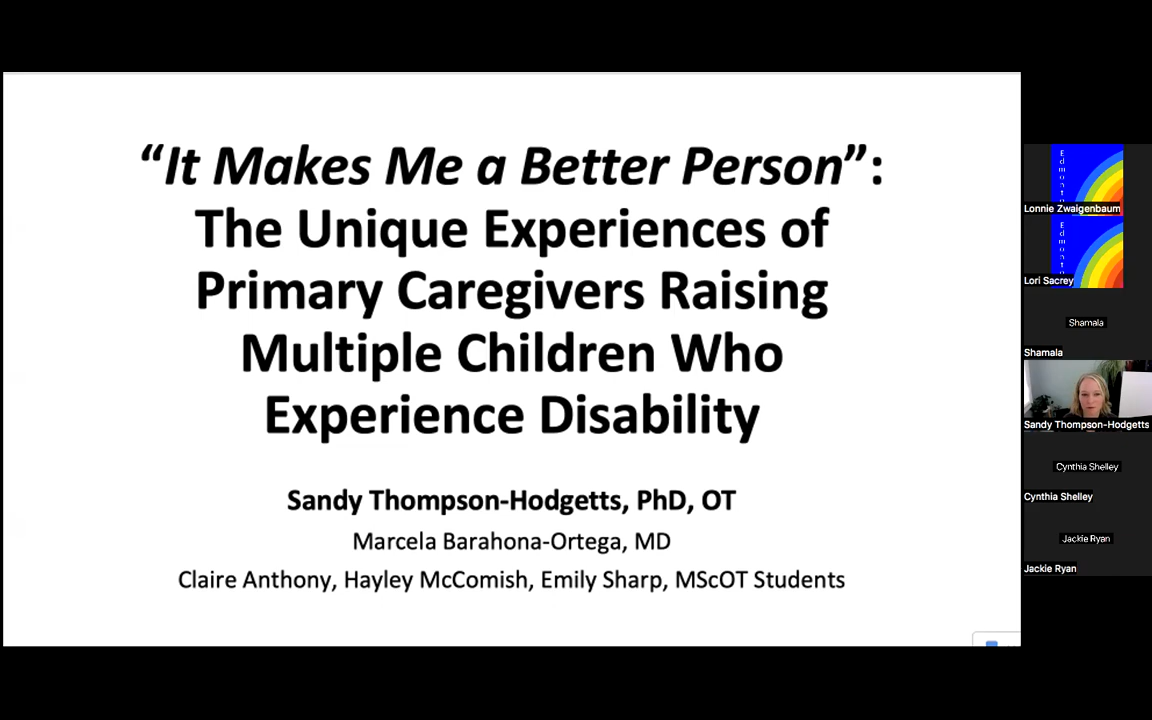 “It Makes Me a Better Person”:
The Unique Experiences of
Primary Caregivers Raising
Multiple Children Who
Experience Disability
Sandy Thompson-Hodgetts, PhD, OT
Marcela Barahona-Ortega, MD
Claire Anthony, Hayley McComish, Emily Sharp, MScOT Students
Edmonto
Lonnie Zwaigenbaum
Edmonto
Lori Sacrey
Shamala
Shamala
Sandy Thompson-Hodgetts
Cynthia Shelley
Cynthia Shelley
Jackie Ryan
Jackie Ryan